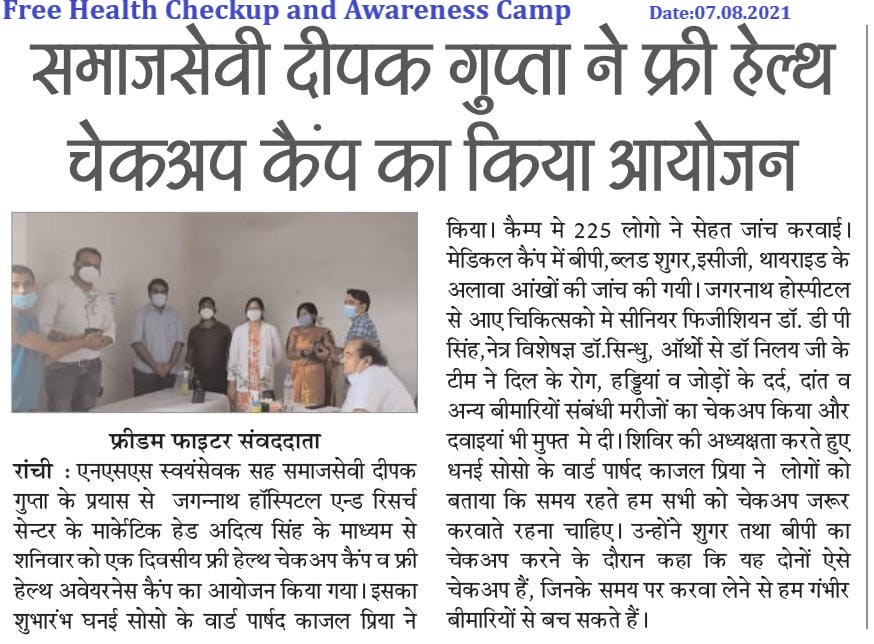 Free Health Checkup and Awareness Camp
Date:07.08.2021
समाजसेवी दीपक गुप्ता ने फ्री हेल्थ
चेकअप कैंप का किया आयोजन
फ्रीडम फाइटर संवददाता
रांची : एनएसएस स्वयंसेवक सह समाजसेवी दीपक
गुप्ता के प्रयास से जगन्नाथ हॉस्पिटल एन्ड रिसर्च
सेन्टर के मार्केटिक हेड अदित्य सिंह के माध्यम से
शनिवार को एक दिवसीय फ्री हेल्थ चेकअप कैंप व फ्री
हेल्थ अवेयरनेस कैंप का आयोजन किया गया। इसका
शुभारंभ घनई सोसो के वार्ड पार्षद काजल प्रिया ने
किया। कैम्प मे 225 लोगो ने सेहत जांच करवाई।
मेडिकल कैंप में बीपी,ब्लड शुगर,इसीजी, थायराइड के
अलावा आंखों की जांच की गयी। जगरनाथ होस्पीटल
से आए चिकित्सको मे सीनियर फिजीशियन डॉ. डी पी
सिंह,नेत्र विशेषज्ञ डॉ.सिन्धु, ऑर्थो से डॉ निलय जी के
टीम ने दिल के रोग, हड्डियां व जोड़ों के दर्द, दांत व
अन्य बीमारियों संबंधी मरीजों का चेकअप किया और
दवाइयां भी मुफ्त मे दी। शिविर की अध्यक्षता करते हुए
धनई सोसो के वार्ड पार्षद काजल प्रिया ने लोगों को
बताया कि समय रहते हम सभी को चेकअप जरूर
करवाते रहना चाहिए। उन्होंने शुगर तथा बीपी का
चेकअप करने के दौरान कहा कि यह दोनों ऐसे
चेकअप हैं, जिनके समय पर करवा लेने से हम गंभीर
बीमारियों से बच सकते हैं।